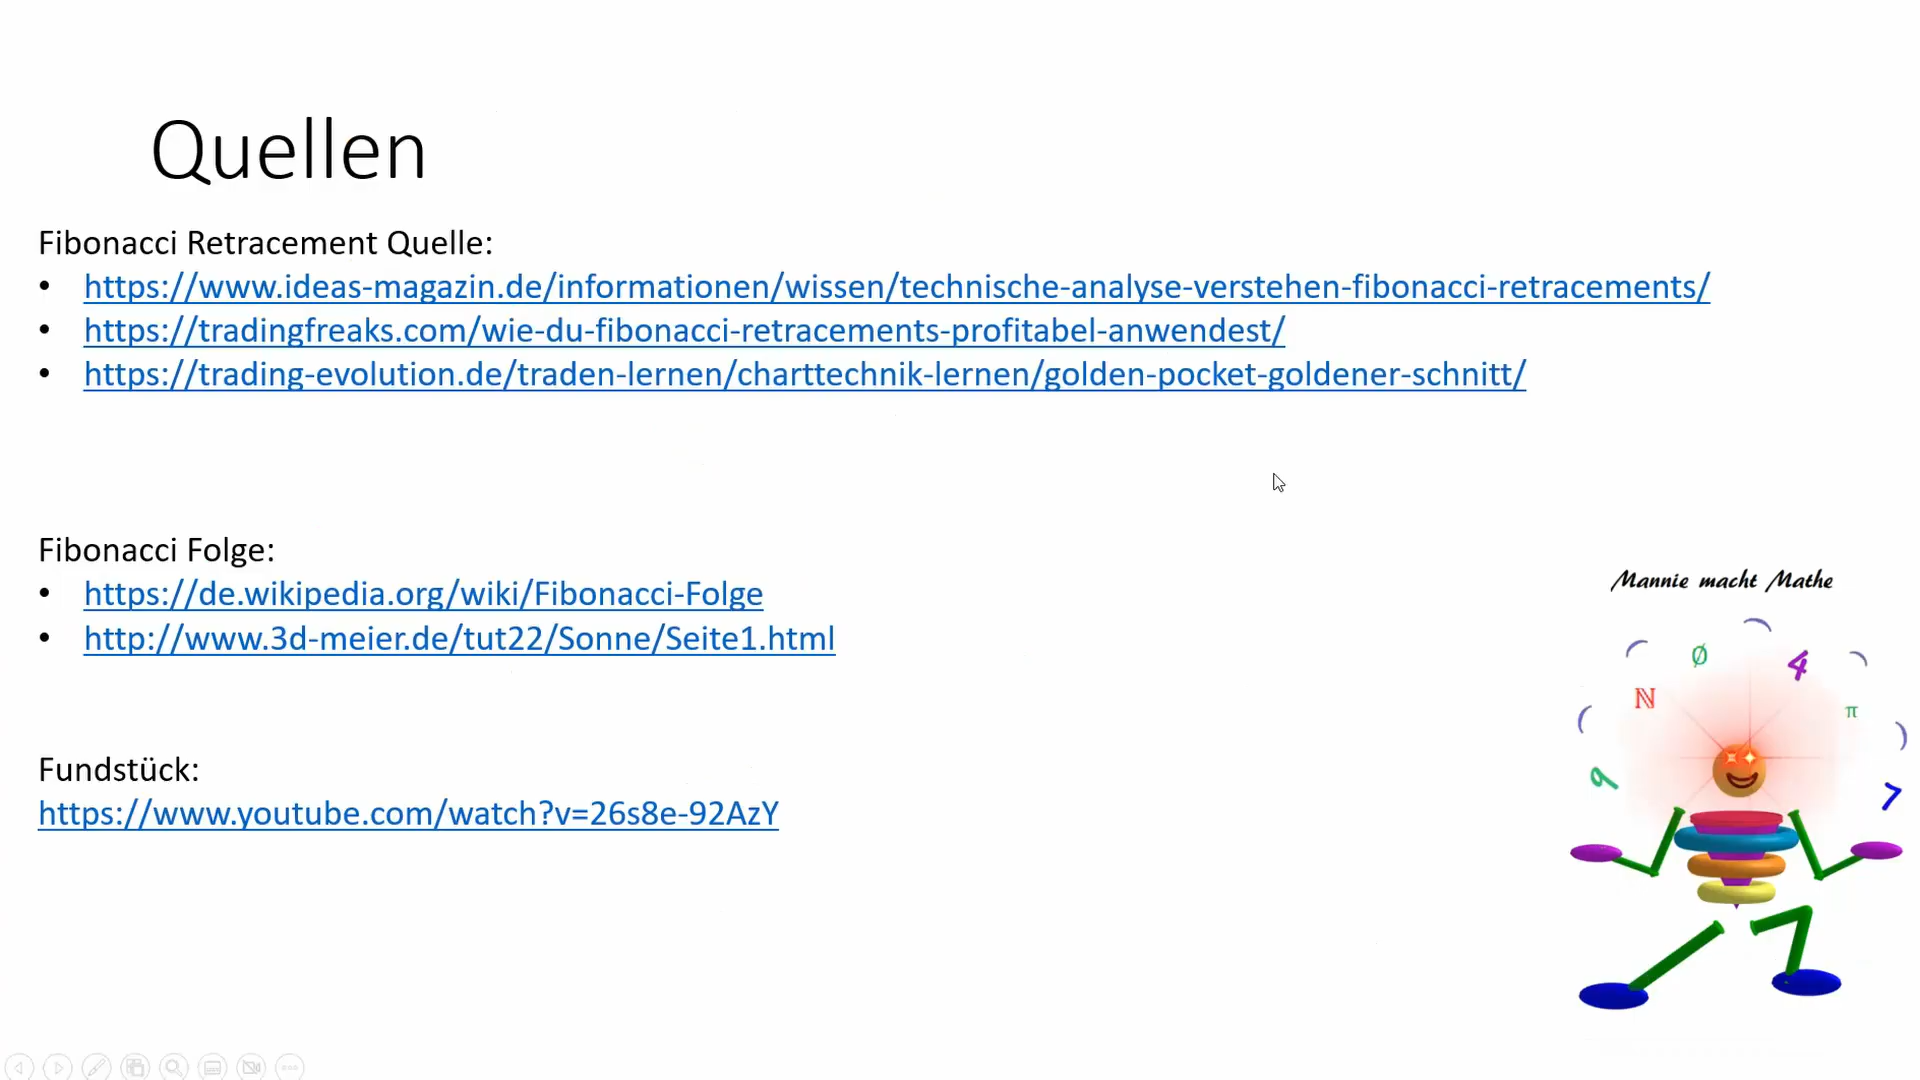 Quellen
Fibonacci Retracement Quelle:
• https://www.ideas-magazin.de/informationen/wissen/technische-analyse-verstehen-fibonacci-retracements/
• https://tradingfreaks.com/wie-du-fibonacci-retracements-profitabel-anwendest/
• https://trading-evolution.de/traden-lernen/charttechnik-lernen/golden-pocket-goldener-schnitt/
Fibonacci Folge:
• https://de.wikipedia.org/wiki/Fibonacci-Folge
• http://www.3d-meier.de/tut22/Sonne/Seite1.html
Fundstück:
https://www.youtube.com/watch?v=26s8e-92AzY
Mannie macht Mathe
Ø 4
ℕ π
9 7